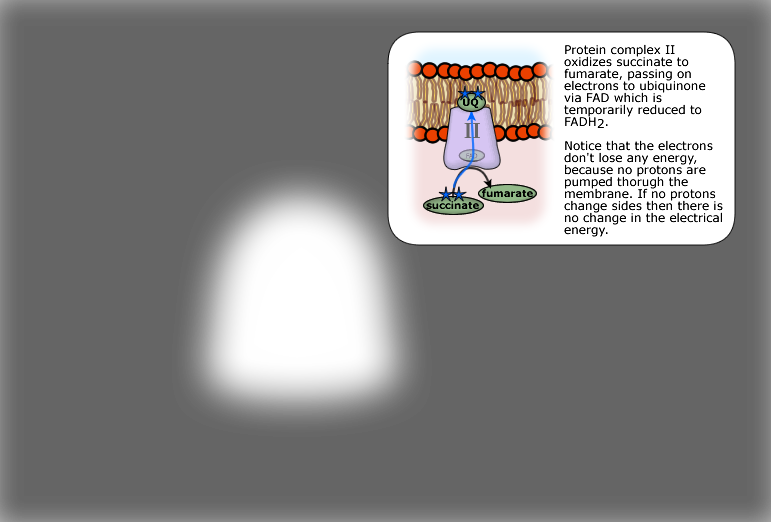 UQ
II
fumarate
succinate
Protein complex II
oxidizes succinate to
fumarate, passing on
electrons to ubiquinone
via FAD which is
temporarily reduced to
FADH2.
Notice that the electrons
don't lose any energy,
because no protons are
pumped thorugh the
membrane. If no protons
change sides then there is
no change in the electrical
energy.